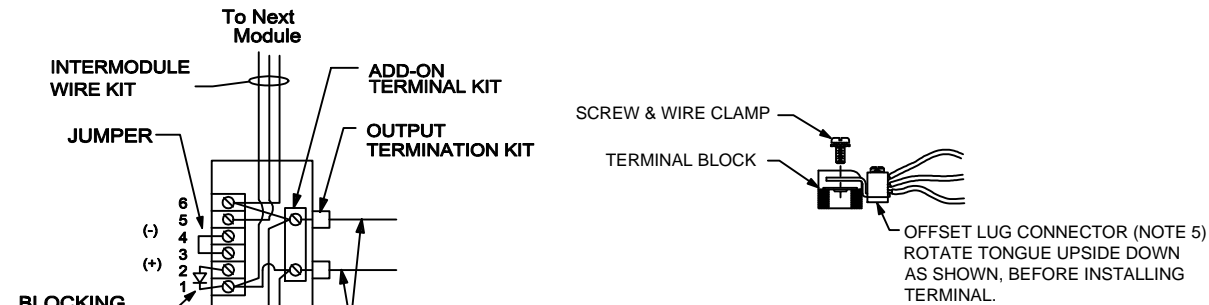 To Next
Module
INTERMODULE
WIRE KIT
ADD-ON
TERMINAL KIT
JUMPER
OUTPUT
TERMINATION KIT
6
5
(-) 4
3
(+) 2
1
BLOCKING
SCREW & WIRE CLAMP
TERMINAL BLOCK
OFFSET LUG CONNECTOR (NOTE 5)
ROTATE TONGUE UPSIDE DOWN
AS SHOWN, BEFORE INSTALLING
TERMINAL.